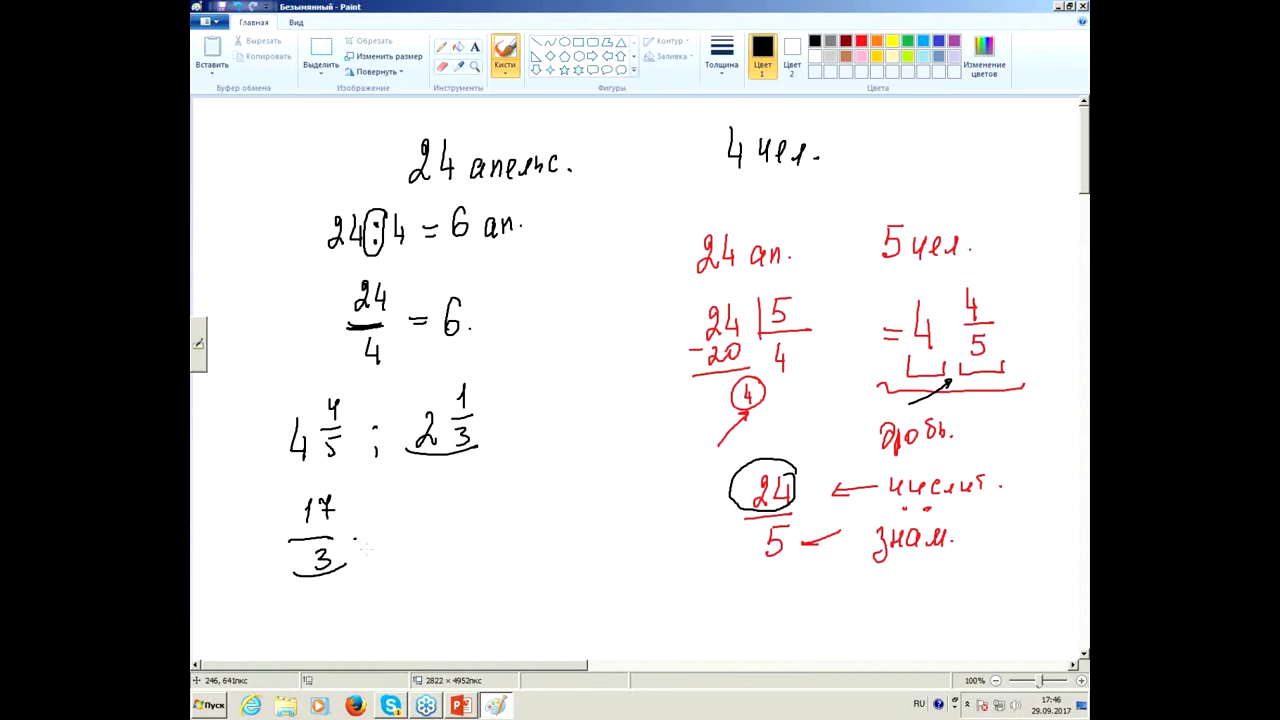 Безымянный - Paint
Главная Вид
Вставить
Вырезать
Копировать
Буфер обмена
Выделить
Обрезать
Изменить размер
Повернуть
Изображение
Инструменты
Кисти
Фигуры
Контур
Заливка
Толщина
Цвет 1
Цвет 2
Изменение цветов
Цвета
24 апельс. 4 чел.
24 : 4 = 6 ап.
24/4 = 6.
4 4/5 ; 2 1/3
17/3
24 ап. 5 чел.
24 | 5
-20 4
4
= 4 4/5
дробь.
24/5
← числит.
← знам.
246, 641пкс
2822 × 4952пкс
100%
Пуск
RU
17:46
29.09.2017